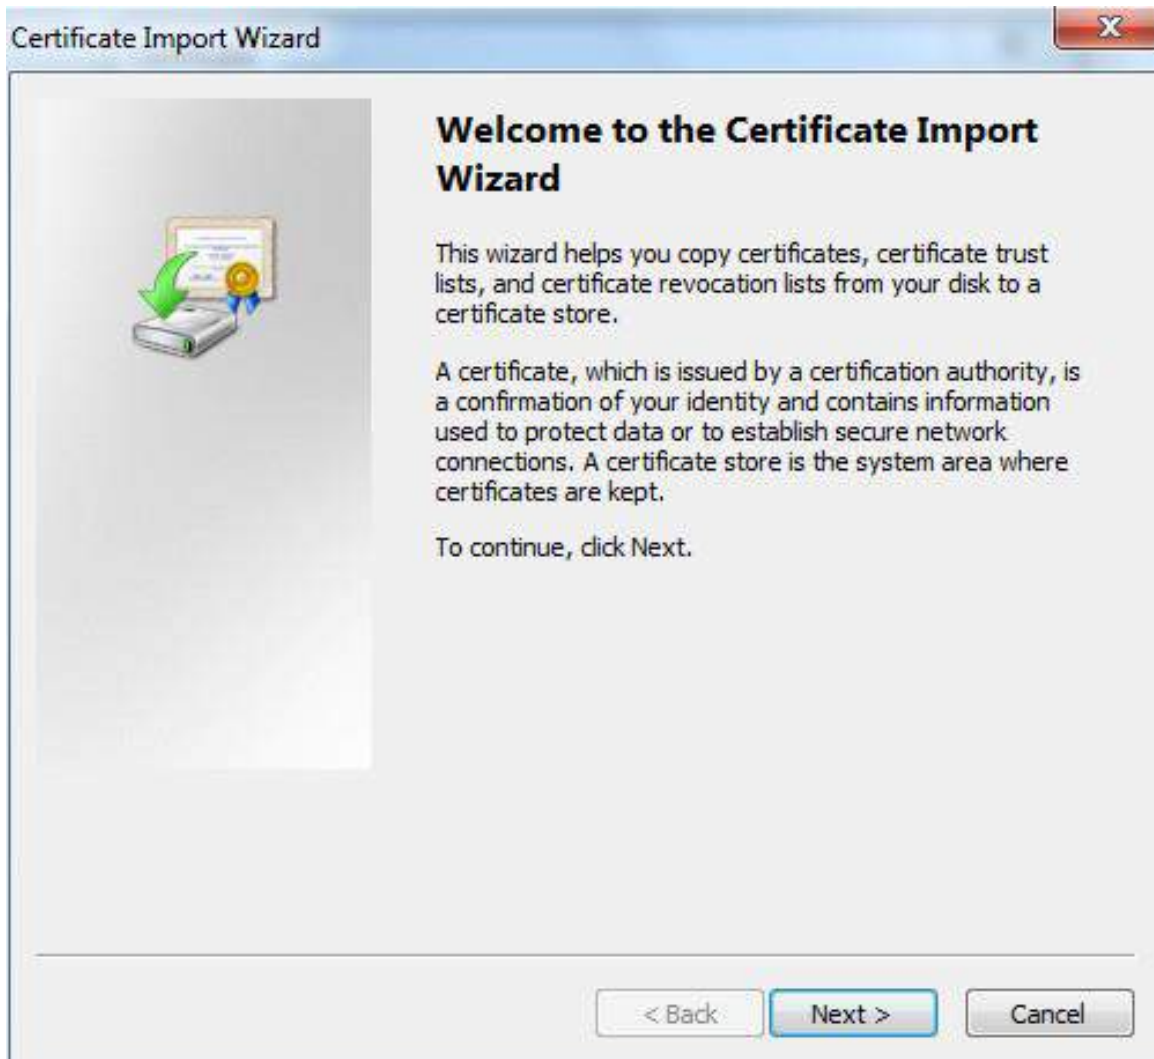 Certificate Import Wizard
X
Welcome to the Certificate Import
Wizard
This wizard helps you copy certificates, certificate trust
lists, and certificate revocation lists from your disk to a
certificate store.
A certificate, which is issued by a certification authority, is
a confirmation of your identity and contains information
used to protect data or to establish secure network
connections. A certificate store is the system area where
certificates are kept.
To continue, click Next.
< Back Next > Cancel